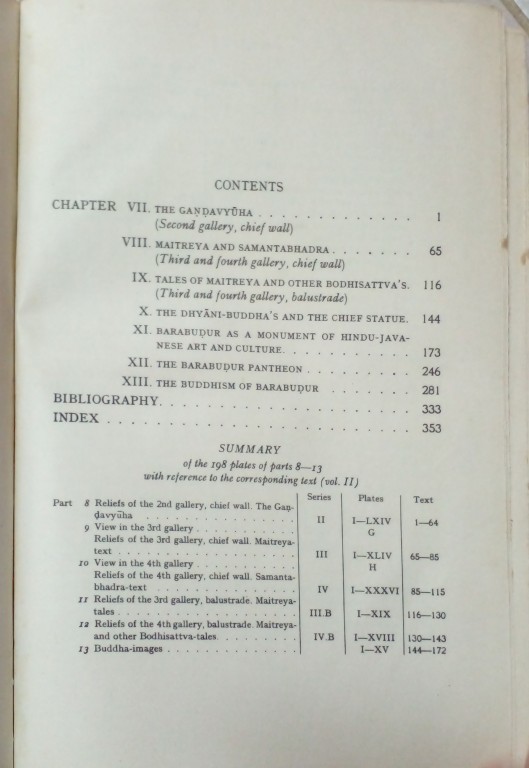 CONTENTS
CHAPTER VII. THE GAṆḌAVYŪHA . . . . . . . . . . . . . 1
(Second gallery, chief wall)
VIII. MAITREYA AND SAMANTABHADRA . . . . . . . 65
(Third and fourth gallery, chief wall)
IX. TALES OF MAITREYA AND OTHER BODHISATTVA'S. 116
(Third and fourth gallery, balustrade)
X. THE DHYĀNI-BUDDHA'S AND THE CHIEF STATUE. 144
XI. BARABUḌUR AS A MONUMENT OF HINDU-JAVA-
NESE ART AND CULTURE. . . . . . . . . . . . 173
XII. THE BARABUḌUR PANTHEON . . . . . . . . . 246
XIII. THE BUDDHISM OF BARABUḌUR . . . . . . . . 281
BIBLIOGRAPHY. . . . . . . . . . . . . . . . . . . . . 333
INDEX . . . . . . . . . . . . . . . . . . . . . . . . 353
SUMMARY
of the 198 plates of parts 8—13
with reference to the corresponding text (vol. II)
Series Plates Text
Part 8 Reliefs of the 2nd gallery, chief wall. The Gaṇ-
ḍavyūha . . . . . . . . . . . . . . . . II I—LXIV 1—64
9 View in the 3rd gallery . . . . . . . . . . . G
Reliefs of the 3rd gallery, chief wall. Maitreya-
text . . . . . . . . . . . . . . . . . . III I—XLIV 65—85
10 View in the 4th gallery . . . . . . . . . . . H
Reliefs of the 4th gallery, chief wall. Samanta-
bhadra-text . . . . . . . . . . . . . . . IV I—XXXVI 85—115
11 Reliefs of the 3rd gallery, balustrade. Maitreya-
tales . . . . . . . . . . . . . . . . . . III.B I—XIX 116—130
12 Reliefs of the 4th gallery, balustrade. Maitreya-
and other Bodhisattva-tales. . . . . . . . . IV.B I—XVIII 130—143
13 Buddha-images . . . . . . . . . . . . . . I—XV 144—172